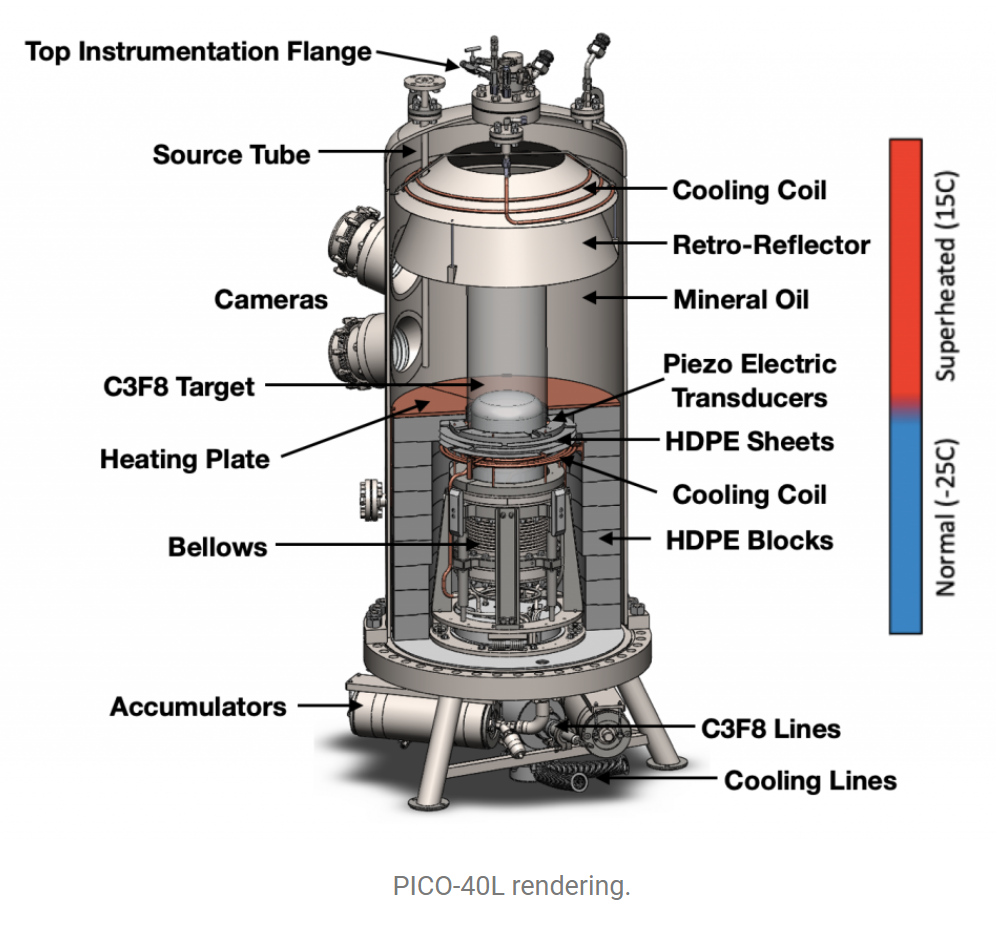 Top Instrumentation Flange
Source Tube
Cooling Coil
Retro-Reflector
Cameras
Mineral Oil
Piezo Electric
Transducers
C3F8 Target
HDPE Sheets
Heating Plate
Cooling Coil
Bellows
HDPE Blocks
Accumulators
C3F8 Lines
Cooling Lines
Superheated (15C)
Normal (-25C)
PICO-40L rendering.